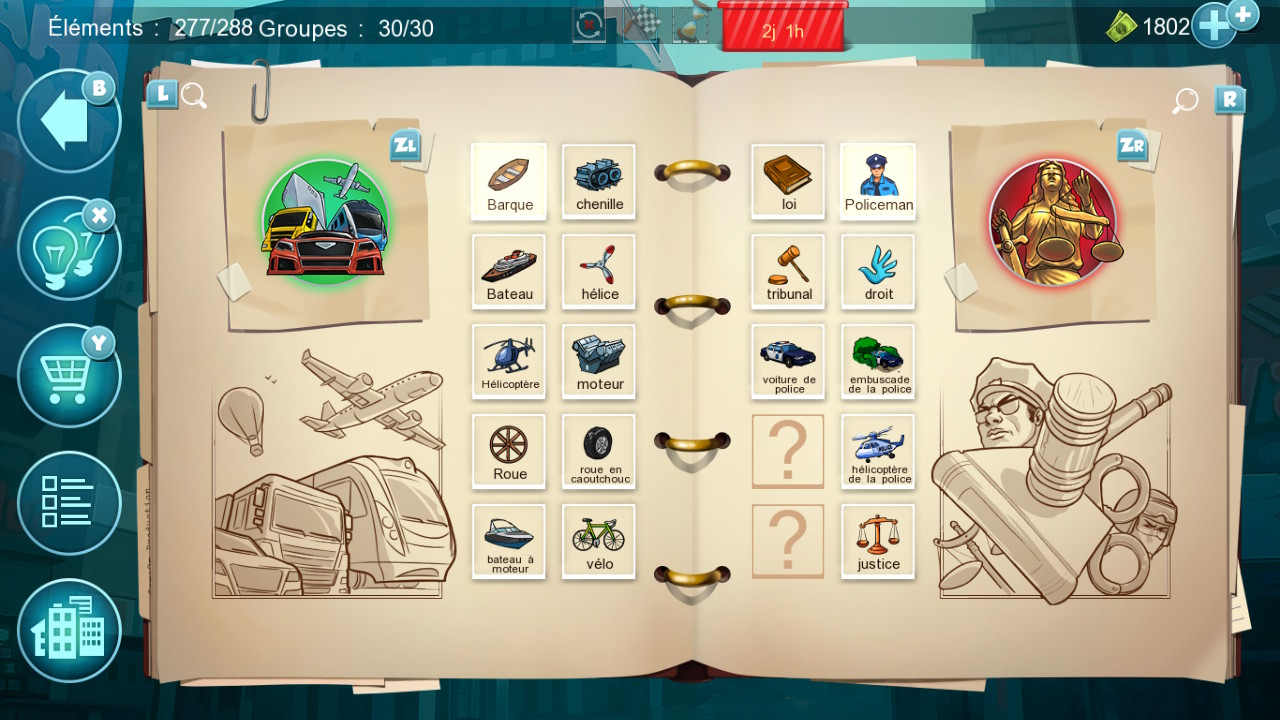 Éléments : 277/288 Groupes : 30/30
2j 1h
1802
B
L
R
ZL
ZR
X
Y
Barque
chenille
loi
Policeman
Bateau
hélice
tribunal
droit
Hélicoptère
moteur
voiture de
police
embuscade
de la police
Roue
roue en
caoutchouc
?
hélicoptère
de la police
bateau à
moteur
vélo
?
justice